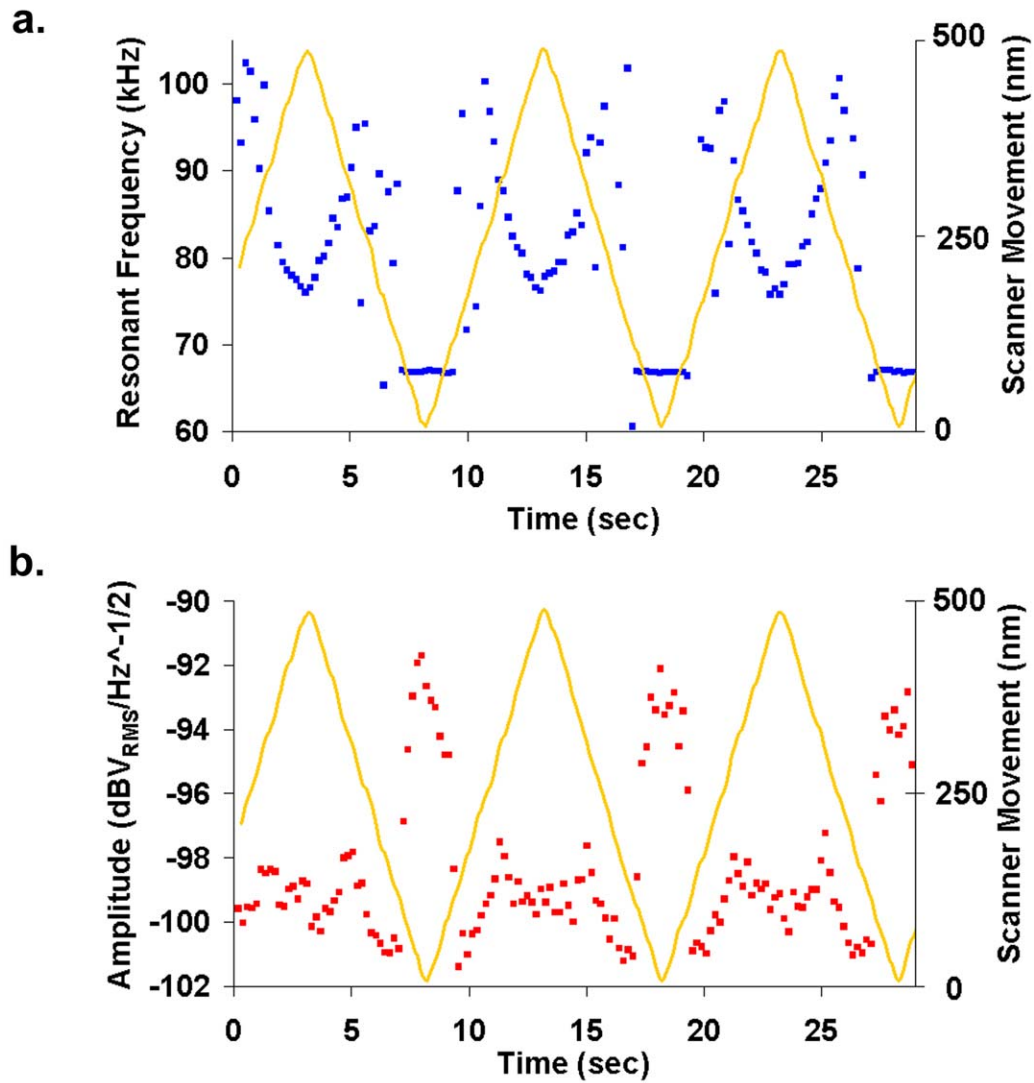 a.
Resonant Frequency (kHz)
100
90
80
70
60
500
250
0
Scanner Movement (nm)
0 5 10 15 20 25
Time (sec)
b.
Amplitude (dBV_RMS/Hz^-1/2)
-90
-92
-94
-96
-98
-100
-102
500
250
0
Scanner Movement (nm)
0 5 10 15 20 25
Time (sec)